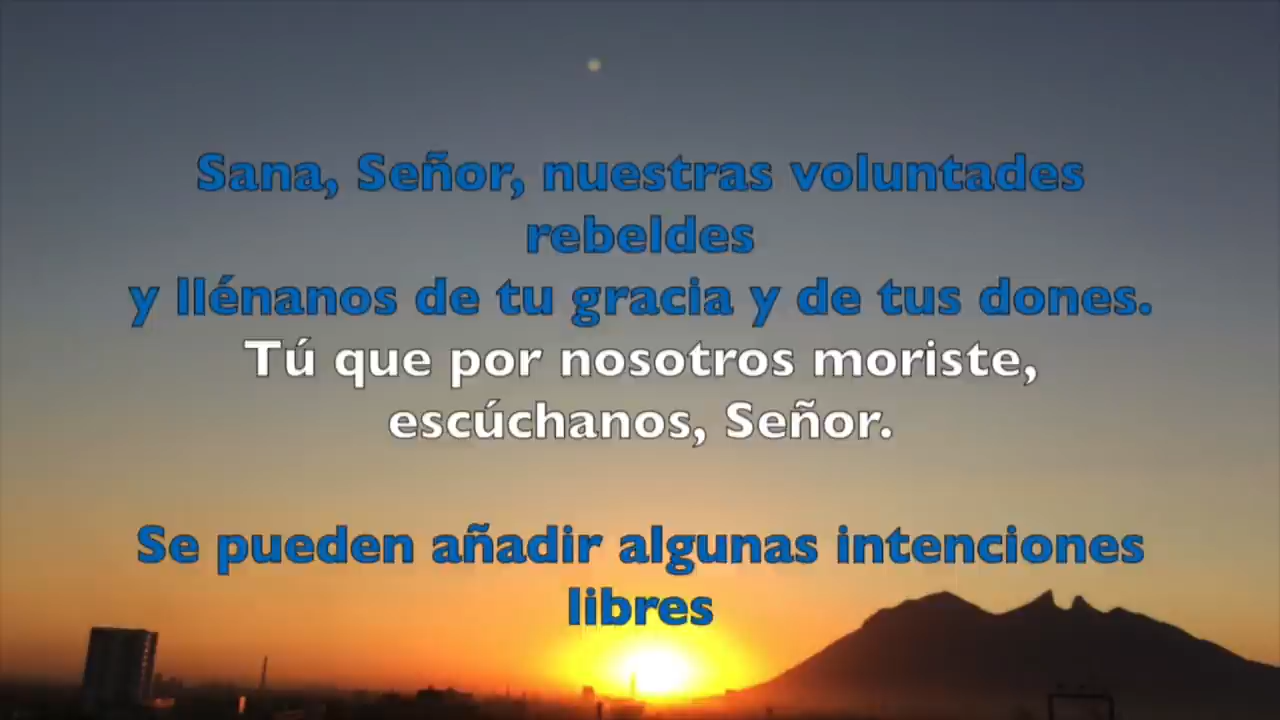 Sana, Señor, nuestras voluntades
rebeldes
y llénanos de tu gracia y de tus dones.
Tú que por nosotros moriste,
escúchanos, Señor.
Se pueden añadir algunas intenciones
libres